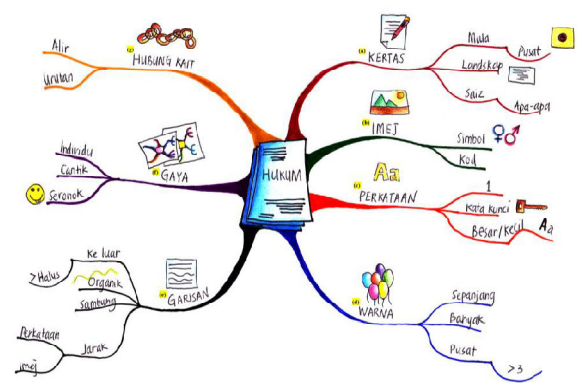 HUKUM
(a) KERTAS
Mula
Pusat
Landskap
Saiz
Apa-apa
(b) IMEJ
Simbol
Kod
Aa
(c) PERKATAAN
1
Kata kunci
Besar/kecil
Aa
(d) WARNA
Sepanjang
Banyak
Pusat
>3
(e) GARISAN
Ke luar
>Halus
Organik
Sambung
Jarak
Perkataan
imej
(f) GAYA
Individu
Cantik
Seronok
(g) HUBUNG KAIT
Alir
Urutan